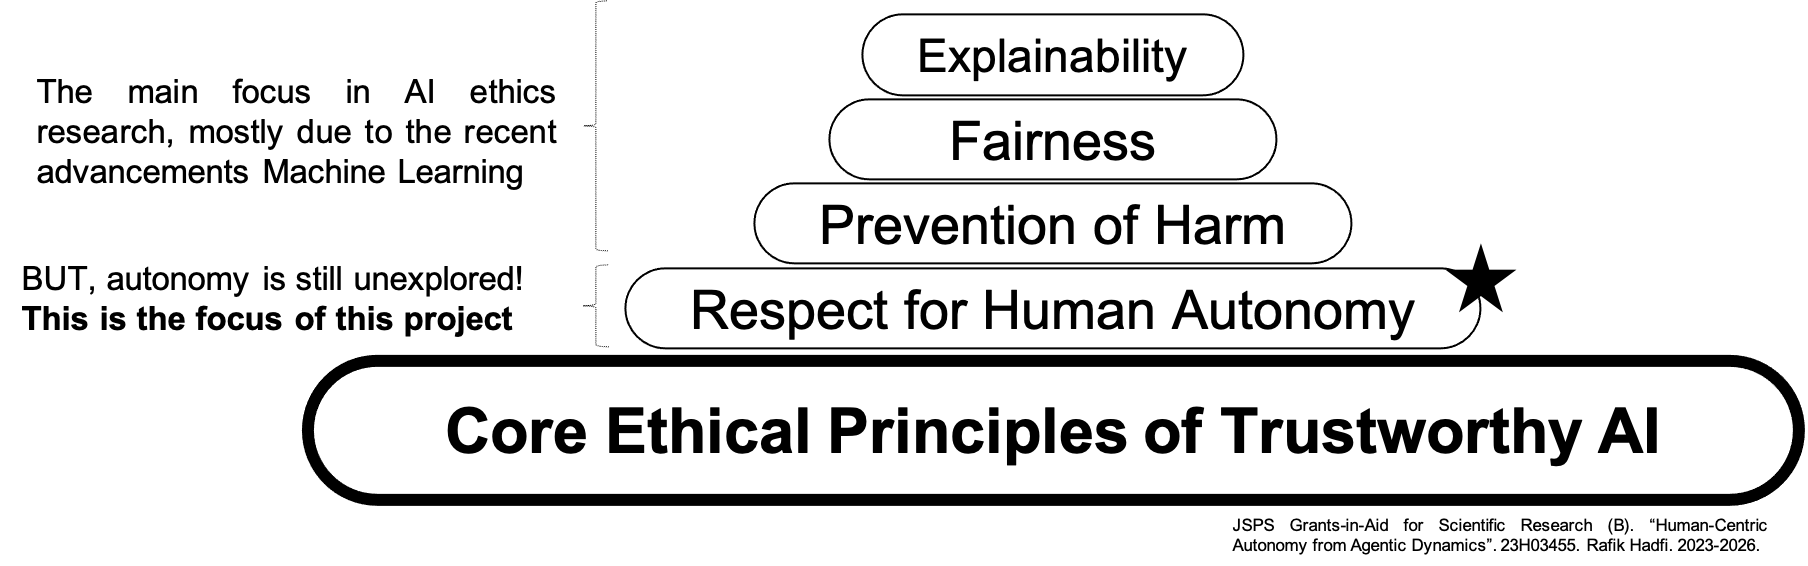 Explainability
The main focus in AI ethics
research, mostly due to the recent
advancements Machine Learning
Fairness
Prevention of Harm
BUT, autonomy is still unexplored!
This is the focus of this project
Respect for Human Autonomy
Core Ethical Principles of Trustworthy AI
JSPS Grants-in-Aid for Scientific Research (B). “Human-Centric
Autonomy from Agentic Dynamics”. 23H03455. Rafik Hadfi. 2023-2026.